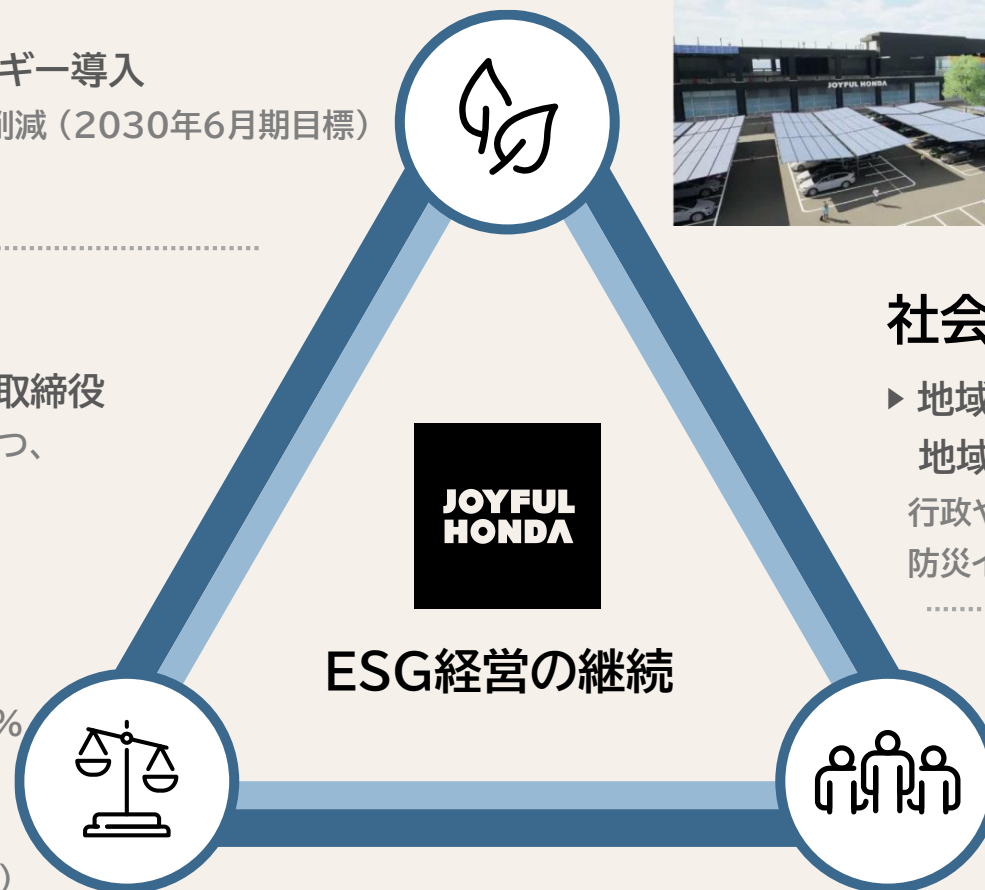 ギー導入
削減（2030年6月期目標）
取締役
つ、
%
)
JOYFUL HONDA
JOYFUL
HONDA
ESG経営の継続
社会
▶ 地域
地域
行政や
防災イ